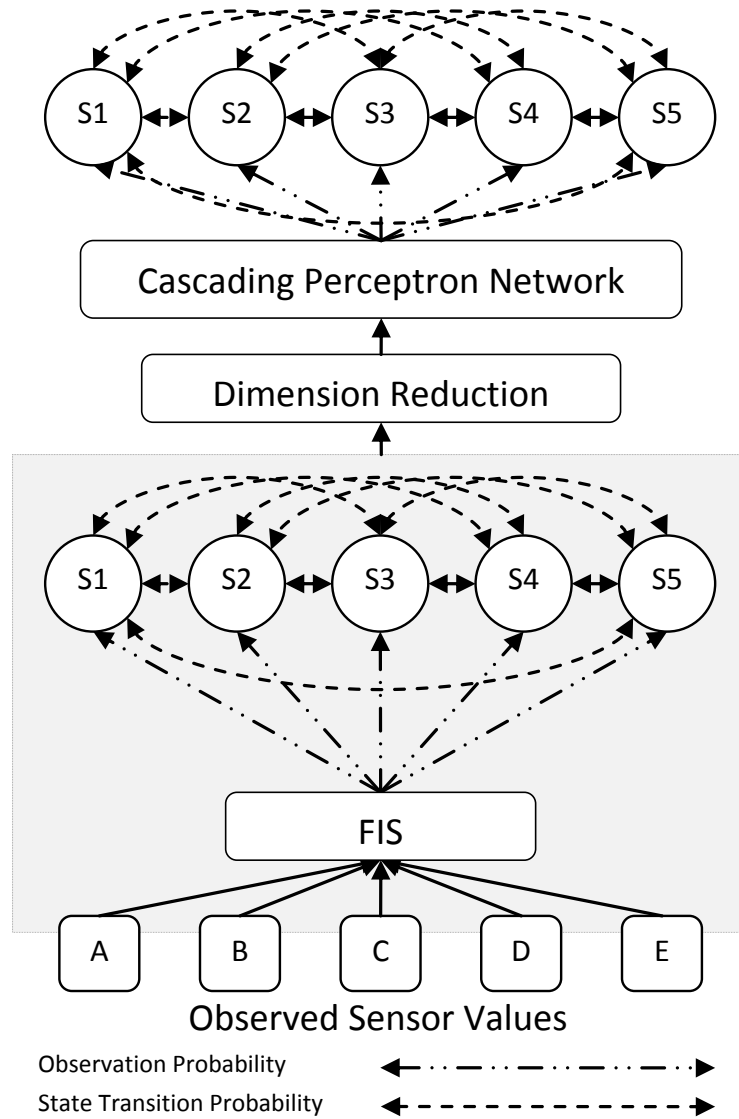 S1 S2 S3 S4 S5
Cascading Perceptron Network
Dimension Reduction
S1 S2 S3 S4 S5
FIS
A B C D E
Observed Sensor Values
Observation Probability
State Transition Probability